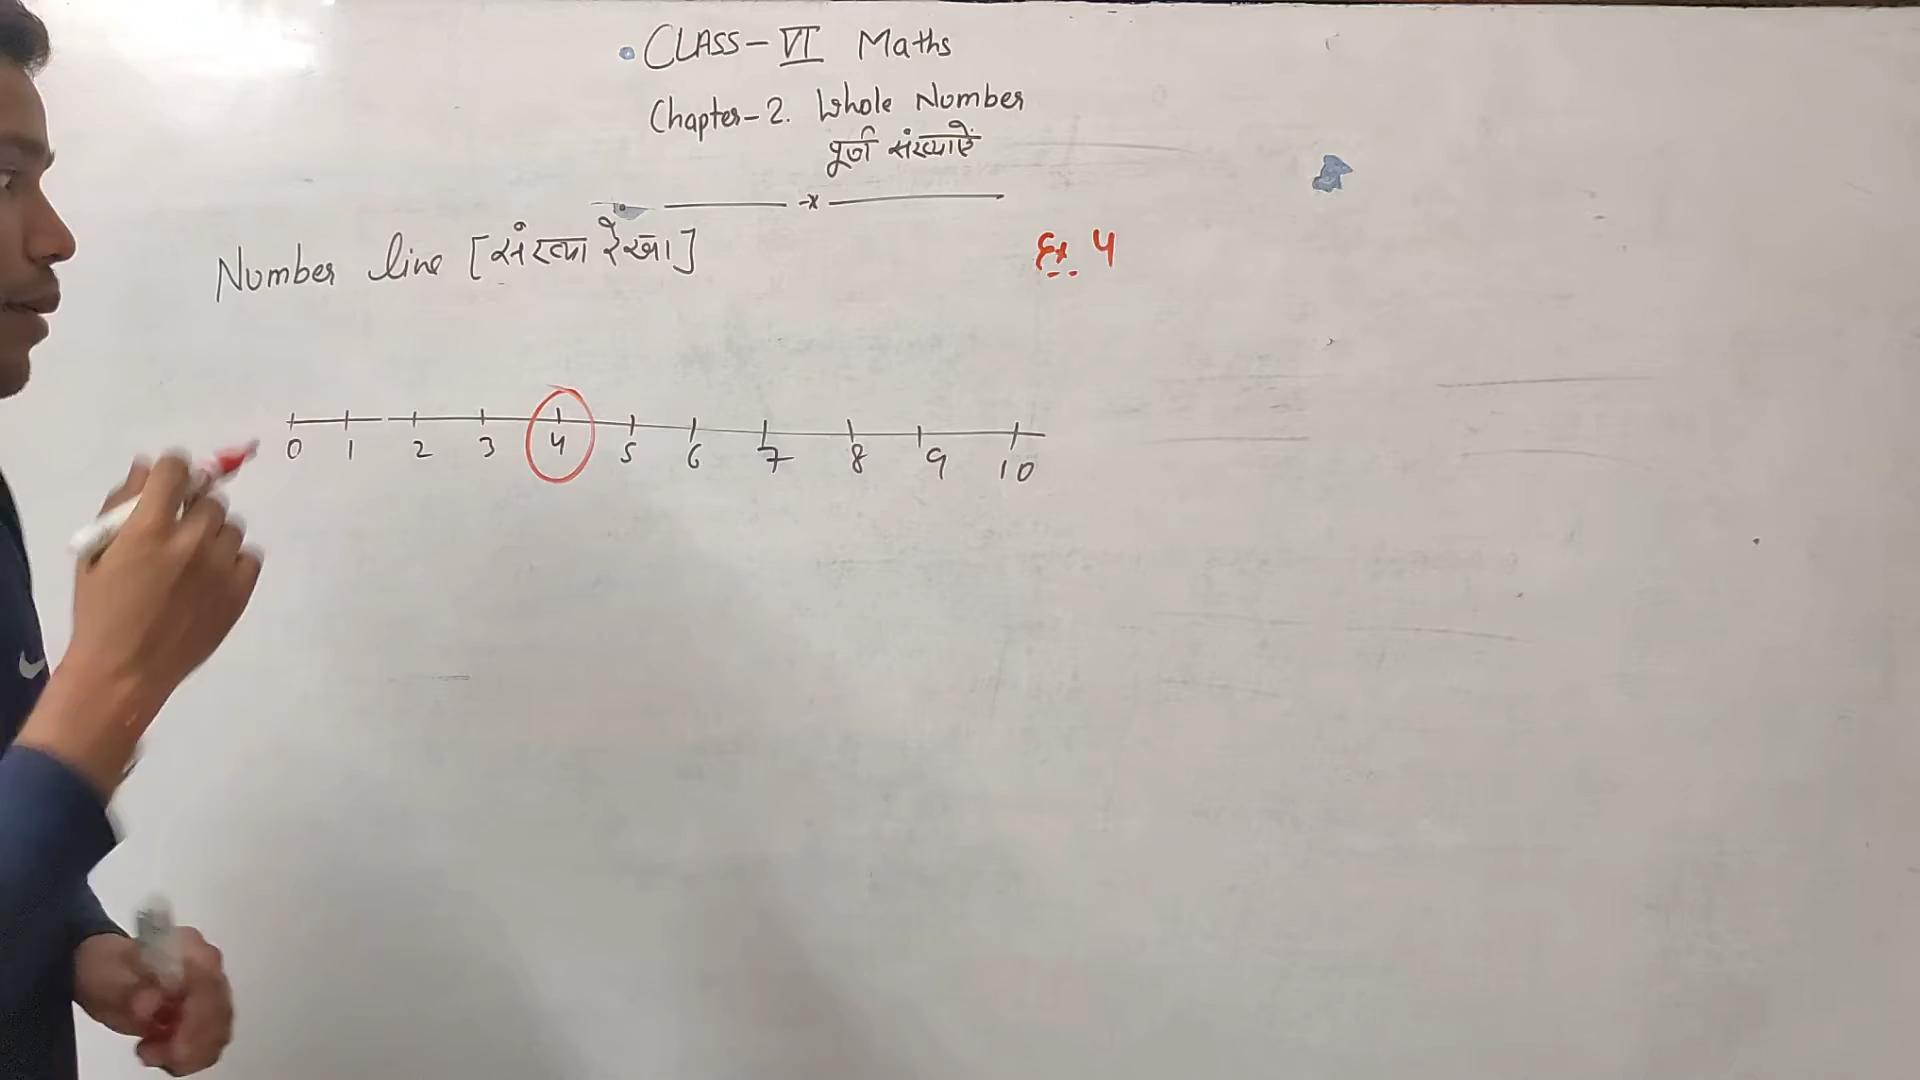 CLASS-VI Maths
Chapter-2. Whole Number
पूर्ण संख्याएँ
Number line [संख्या रेखा]
Ex 4
0 1 2 3 4 5 6 7 8 9 10